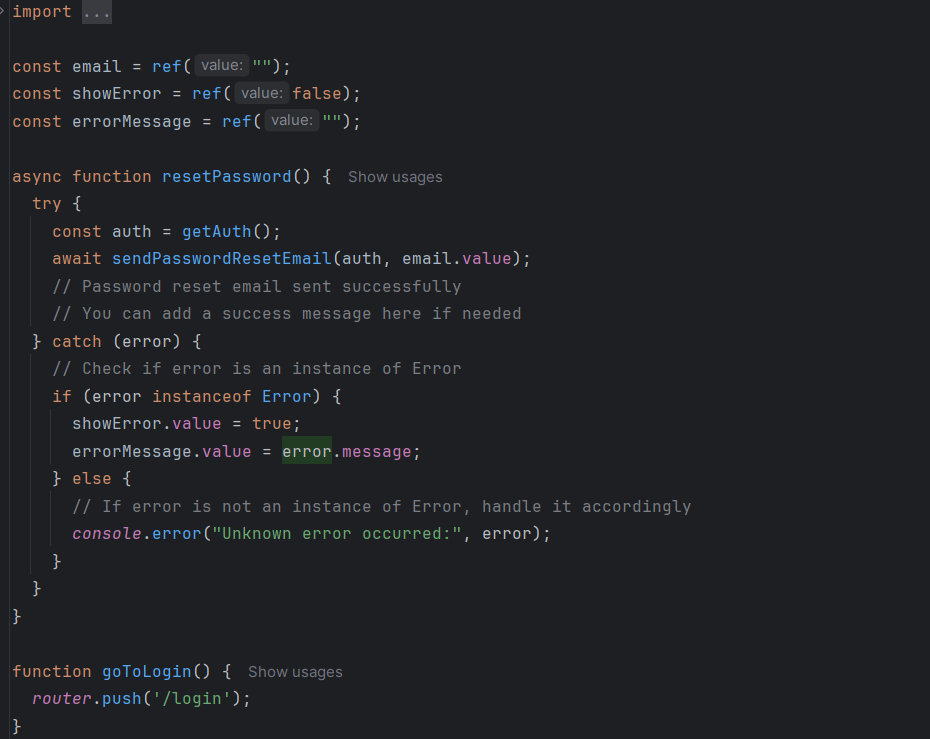 import ...
const email = ref( value: "");
const showError = ref( value: false);
const errorMessage = ref( value: "");
async function resetPassword() { Show usages
try {
const auth = getAuth();
await sendPasswordResetEmail(auth, email.value);
// Password reset email sent successfully
// You can add a success message here if needed
} catch (error) {
// Check if error is an instance of Error
if (error instanceof Error) {
showError.value = true;
errorMessage.value = error.message;
} else {
// If error is not an instance of Error, handle it accordingly
console.error("Unknown error occurred:", error);
}
}
}
function goToLogin() { Show usages
router.push('/login');
}